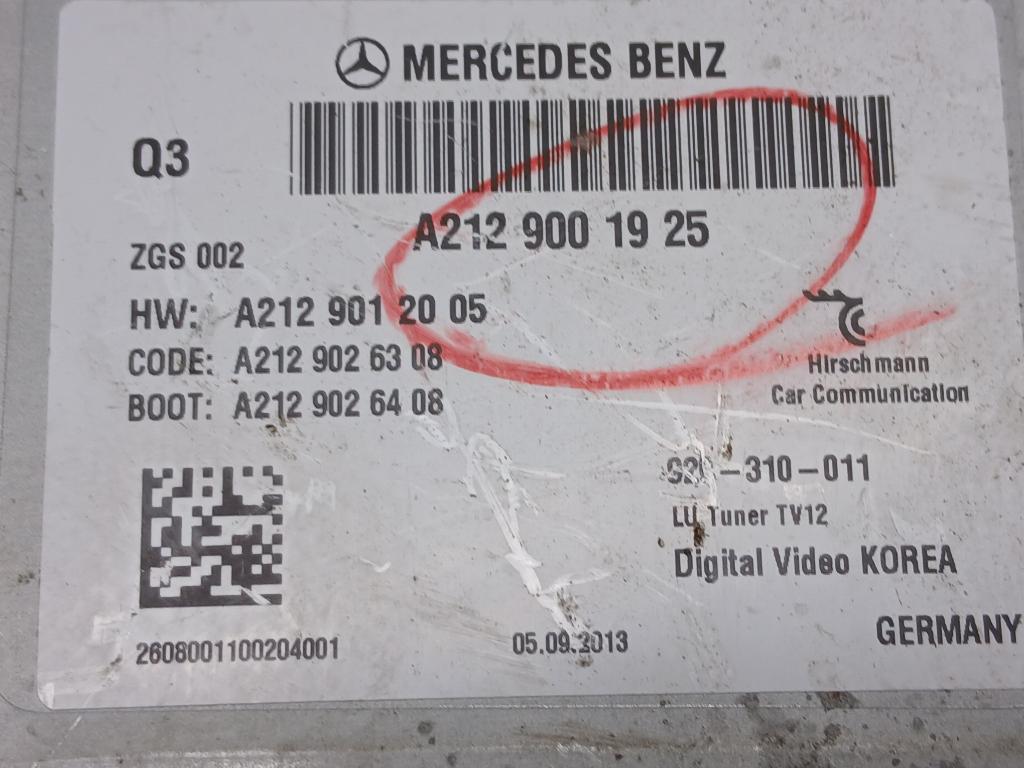 MERCEDES BENZ
Q3
A212 900 19 25
ZGS 002
HW: A212 901 20 05
CODE: A212 902 63 08
BOOT: A212 902 64 08
Hirschmann
Car Communication
-310-011
LU Tuner TV12
Digital Video KOREA
GERMANY
2608001100204001
05.09.2013